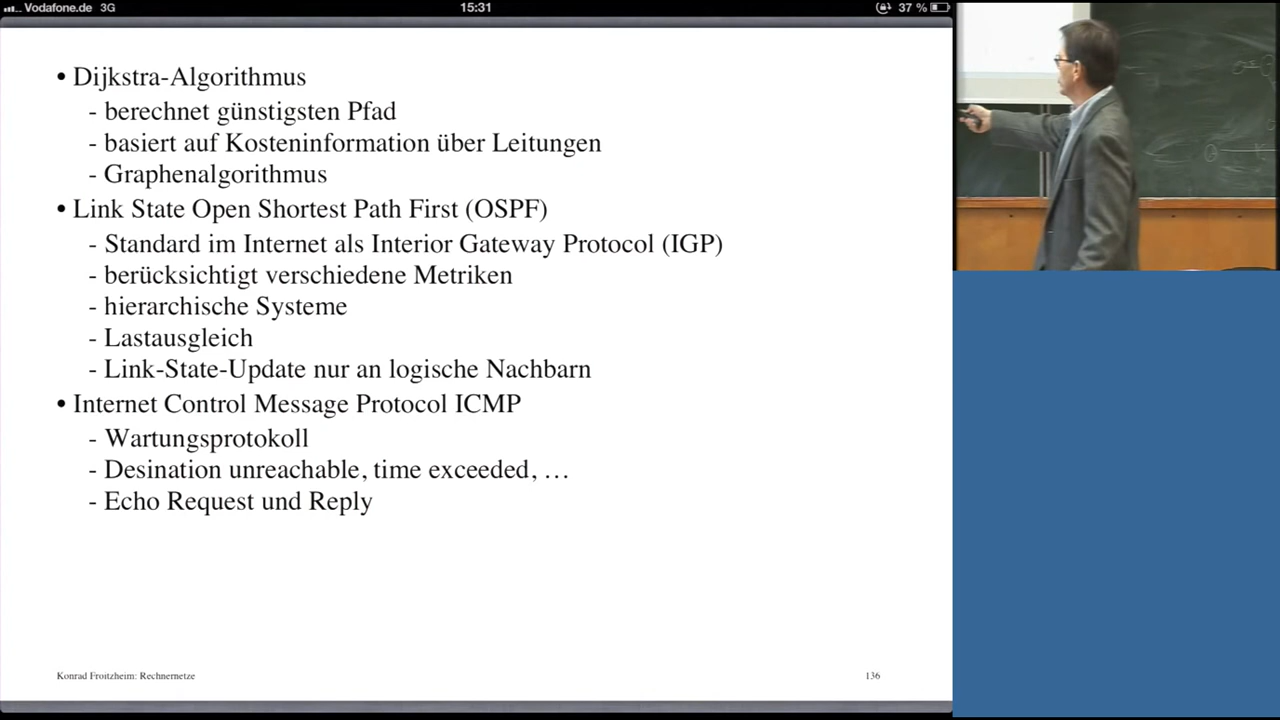 Vodafone.de 3G 15:31 37 %
• Dijkstra-Algorithmus
- berechnet günstigsten Pfad
- basiert auf Kosteninformation über Leitungen
- Graphenalgorithmus
• Link State Open Shortest Path First (OSPF)
- Standard im Internet als Interior Gateway Protocol (IGP)
- berücksichtigt verschiedene Metriken
- hierarchische Systeme
- Lastausgleich
- Link-State-Update nur an logische Nachbarn
• Internet Control Message Protocol ICMP
- Wartungsprotokoll
- Desination unreachable, time exceeded, …
- Echo Request und Reply
Konrad Froitzheim: Rechnernetze 136